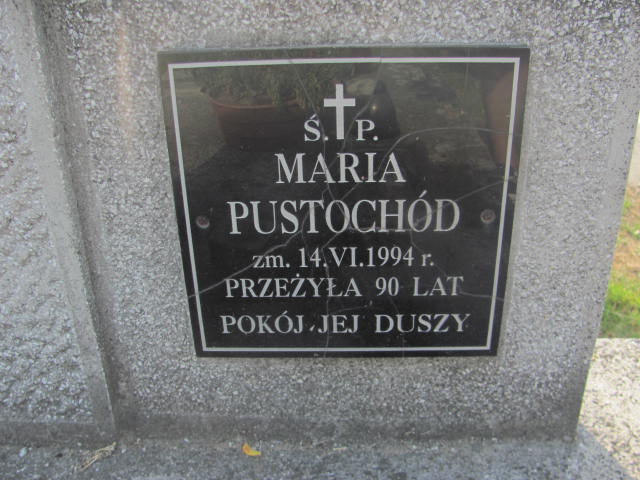 Ś. P.
MARIA
PUSTOCHÓD
zm. 14.VI.1994 r.
PRZEŻYŁA 90 LAT
POKÓJ JEJ DUSZY